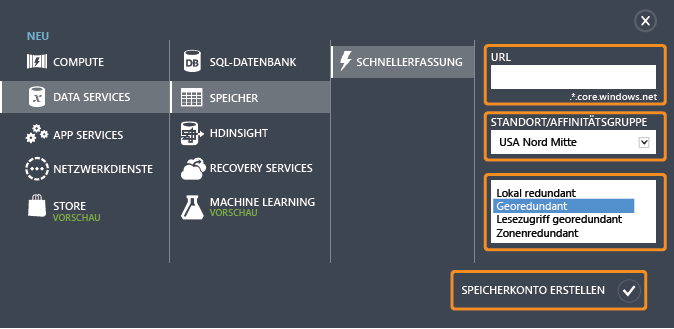 NEU
COMPUTE
DATA SERVICES
APP SERVICES
NETZWERKDIENSTE
STORE
VORSCHAU
DB
SQL-DATENBANK
SPEICHER
HDINSIGHT
RECOVERY SERVICES
MACHINE LEARNING
VORSCHAU
SCHNELLERFASSUNG
URL
.*.core.windows.net
STANDORT/AFFINITÄTSGRUPPE
USA Nord Mitte
Lokal redundant
Georedundant
Lesezugriff georedundant
Zonenredundant
SPEICHERKONTO ERSTELLEN